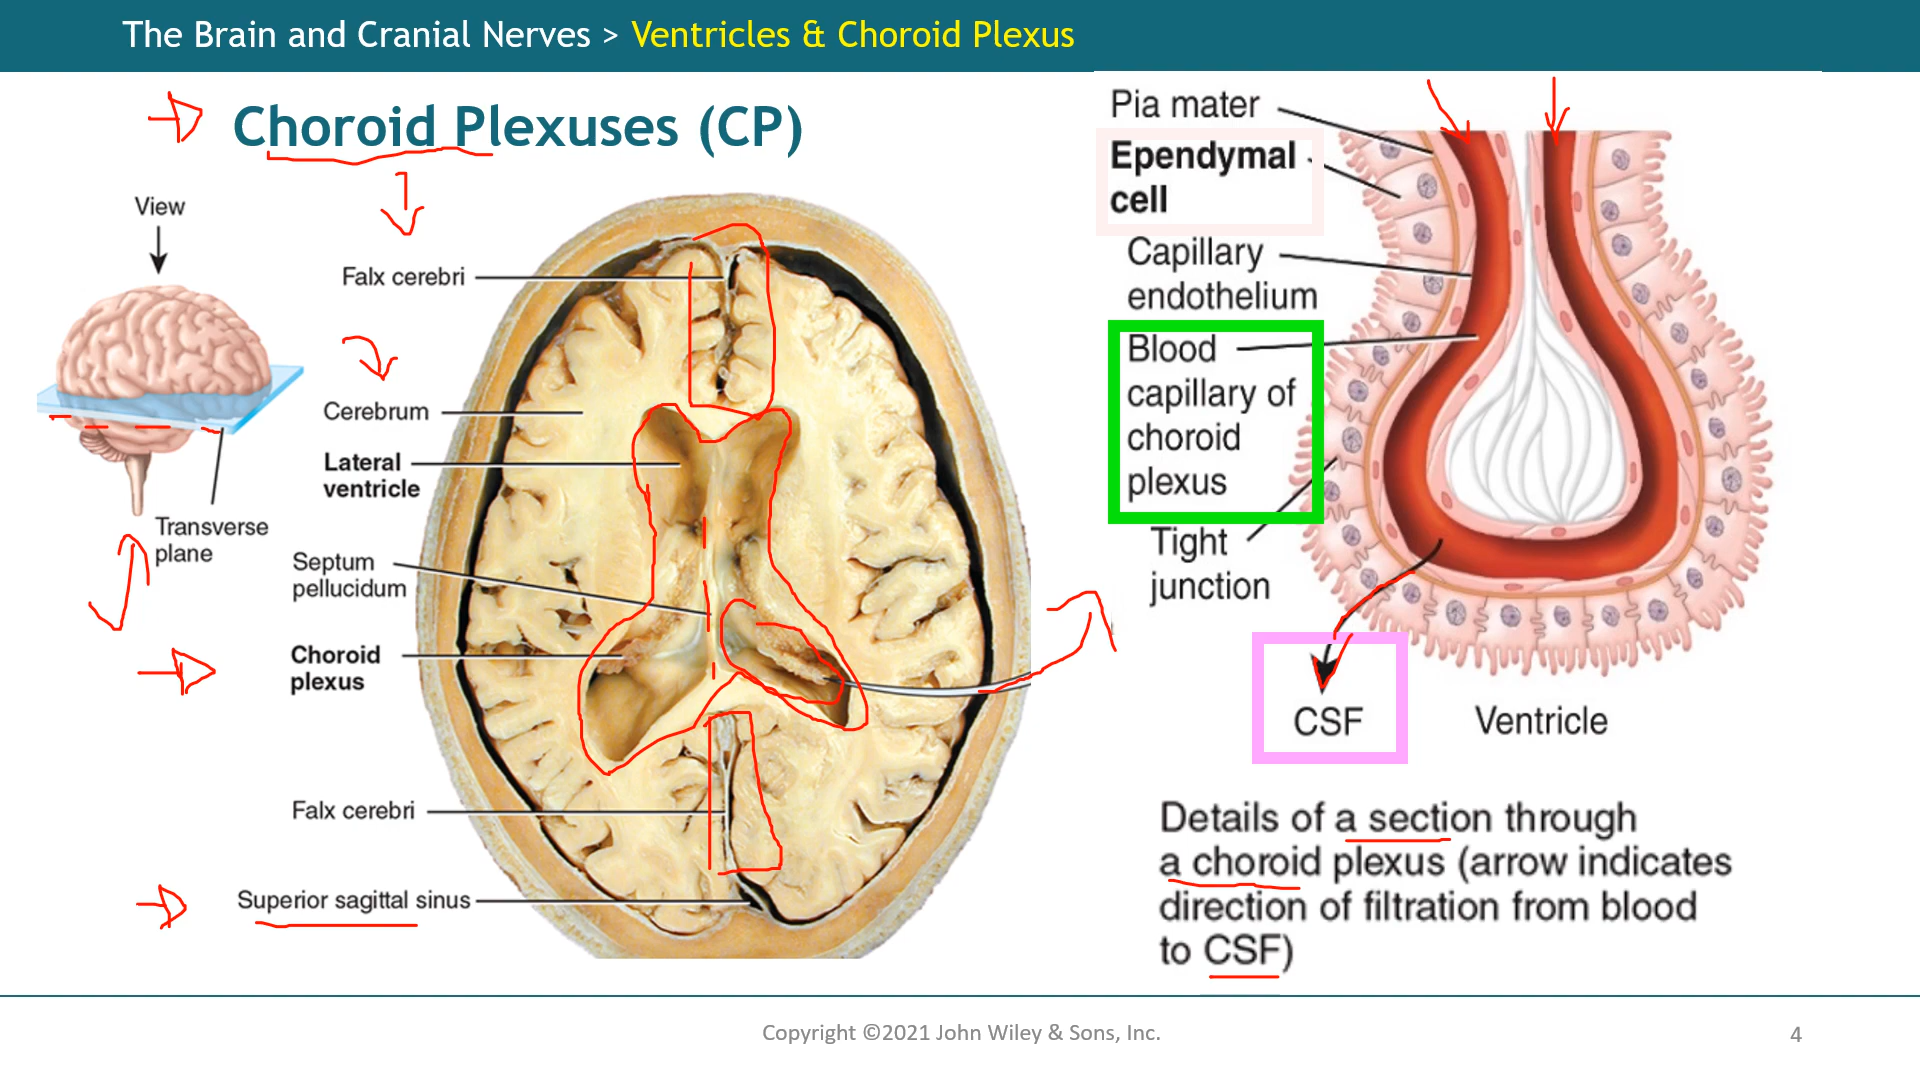 The Brain and Cranial Nerves > Ventricles & Choroid Plexus
Choroid Plexuses (CP)
View
Transverse
plane
Falx cerebri
Cerebrum
Lateral
ventricle
Septum
pellucidum
Choroid
plexus
Falx cerebri
Superior sagittal sinus
Pia mater
Ependymal
cell
Capillary
endothelium
Blood
capillary of
choroid
plexus
Tight
junction
CSF
Ventricle
Details of a section through
a choroid plexus (arrow indicates
direction of filtration from blood
to CSF)
Copyright ©2021 John Wiley & Sons, Inc.
4